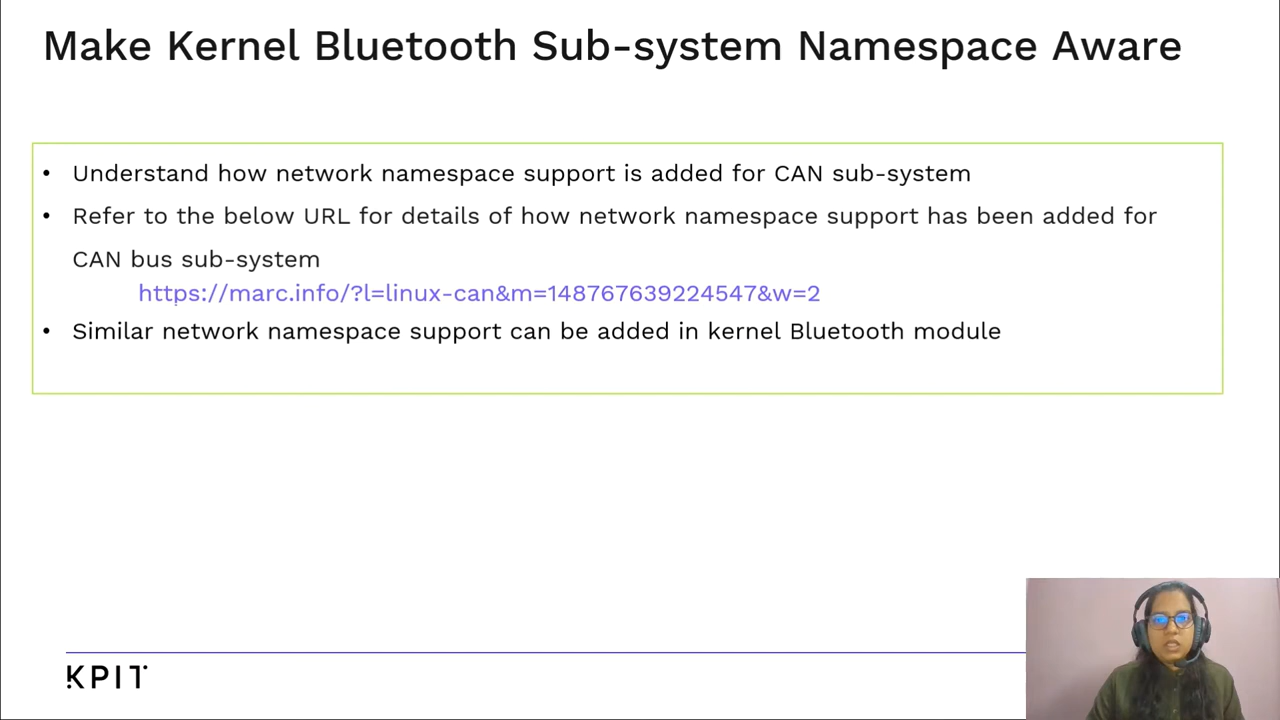 Make Kernel Bluetooth Sub-system Namespace Aware
• Understand how network namespace support is added for CAN sub-system
• Refer to the below URL for details of how network namespace support has been added for
CAN bus sub-system
https://marc.info/?l=linux-can&m=148767639224547&w=2
• Similar network namespace support can be added in kernel Bluetooth module
KPIT